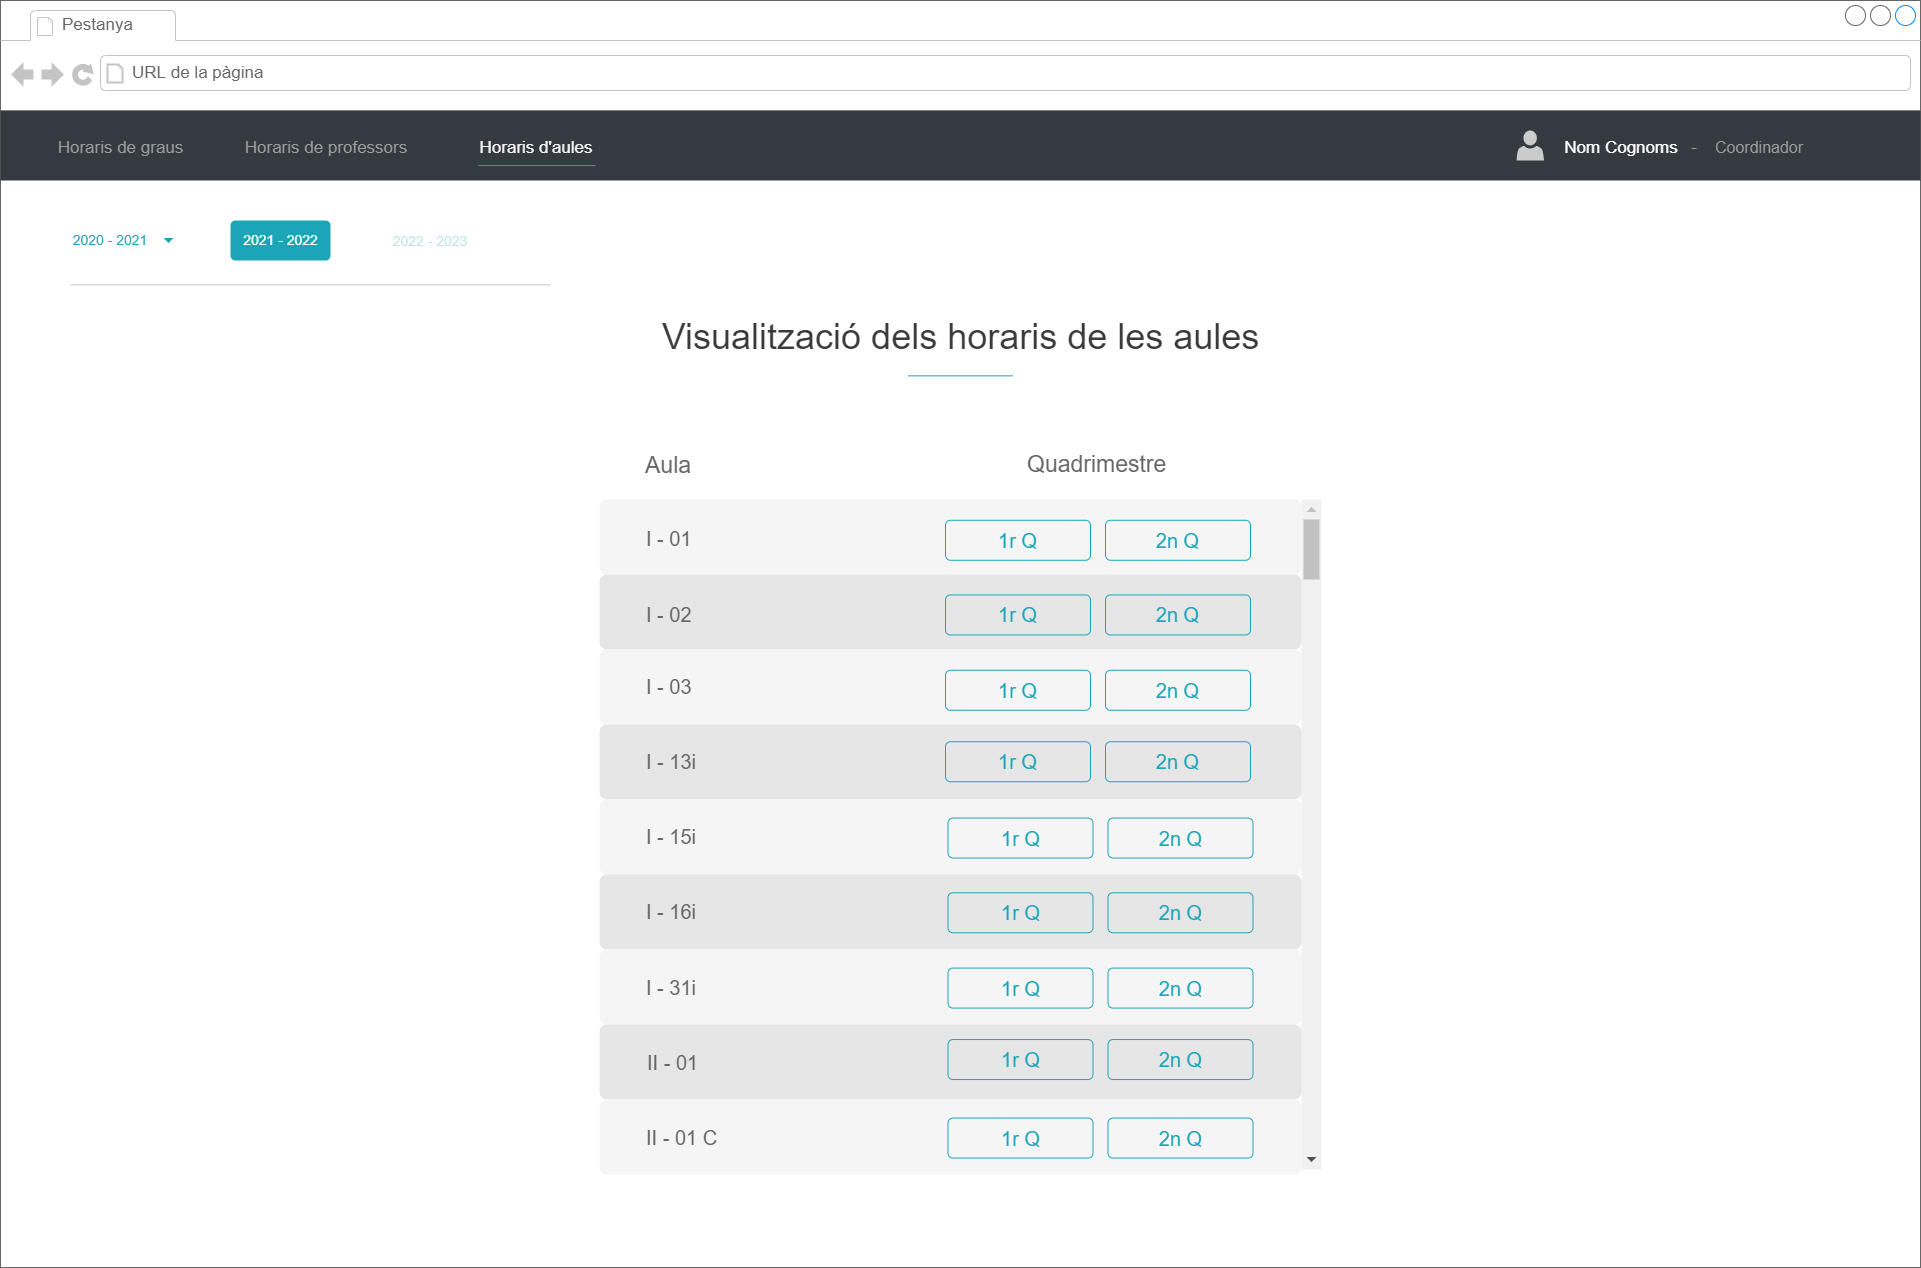 Pestanya
URL de la pàgina
Horaris de graus Horaris de professors Horaris d'aules Nom Cognoms - Coordinador
2020 - 2021 2021 - 2022 2022 - 2023
Visualització dels horaris de les aules
Aula Quadrimestre
I - 01 1r Q 2n Q
I - 02 1r Q 2n Q
I - 03 1r Q 2n Q
I - 13i 1r Q 2n Q
I - 15i 1r Q 2n Q
I - 16i 1r Q 2n Q
I - 31i 1r Q 2n Q
II - 01 1r Q 2n Q
II - 01 C 1r Q 2n Q